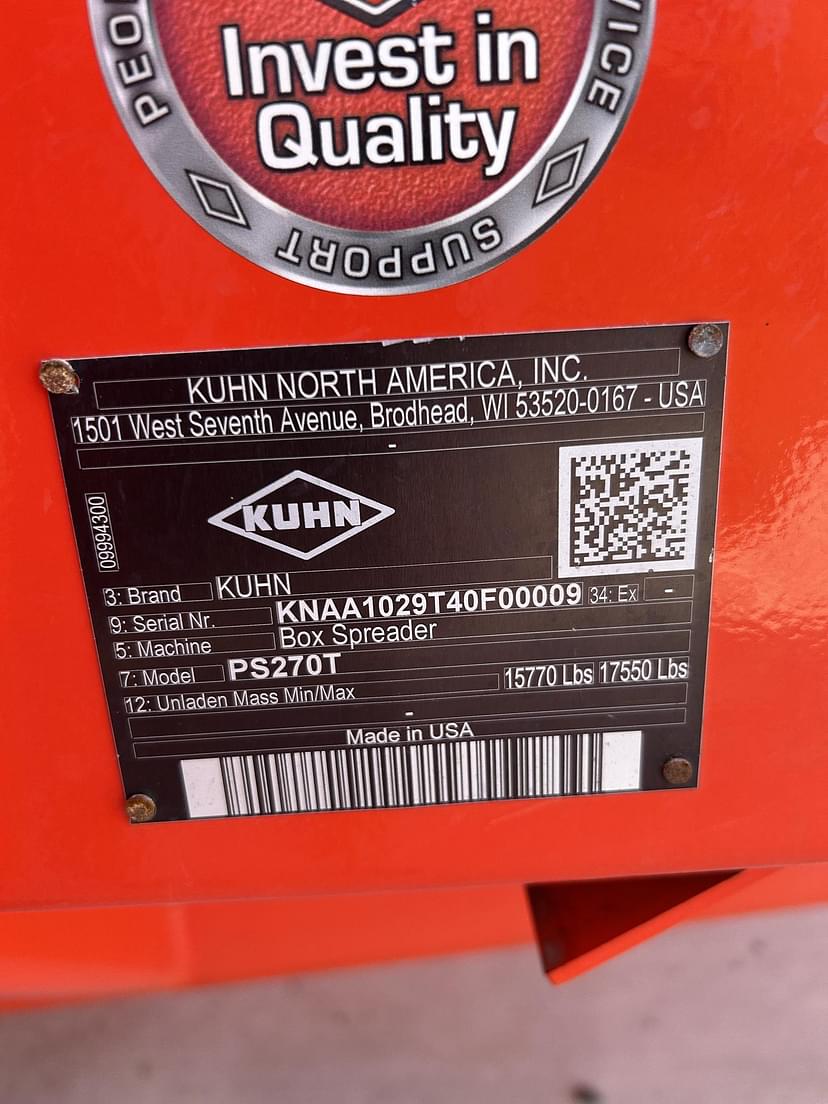 Invest in
Quality
SUPPORT
KUHN NORTH AMERICA, INC.
1501 West Seventh Avenue, Brodhead, WI 53520-0167 - USA
-
09994300
KUHN
3: Brand KUHN
9: Serial Nr. KNAA1029T40F00009 34: Ex -
5: Machine Box Spreader
7: Model PS270T
12: Unladen Mass Min/Max 15770 Lbs 17550 Lbs
-
Made in USA